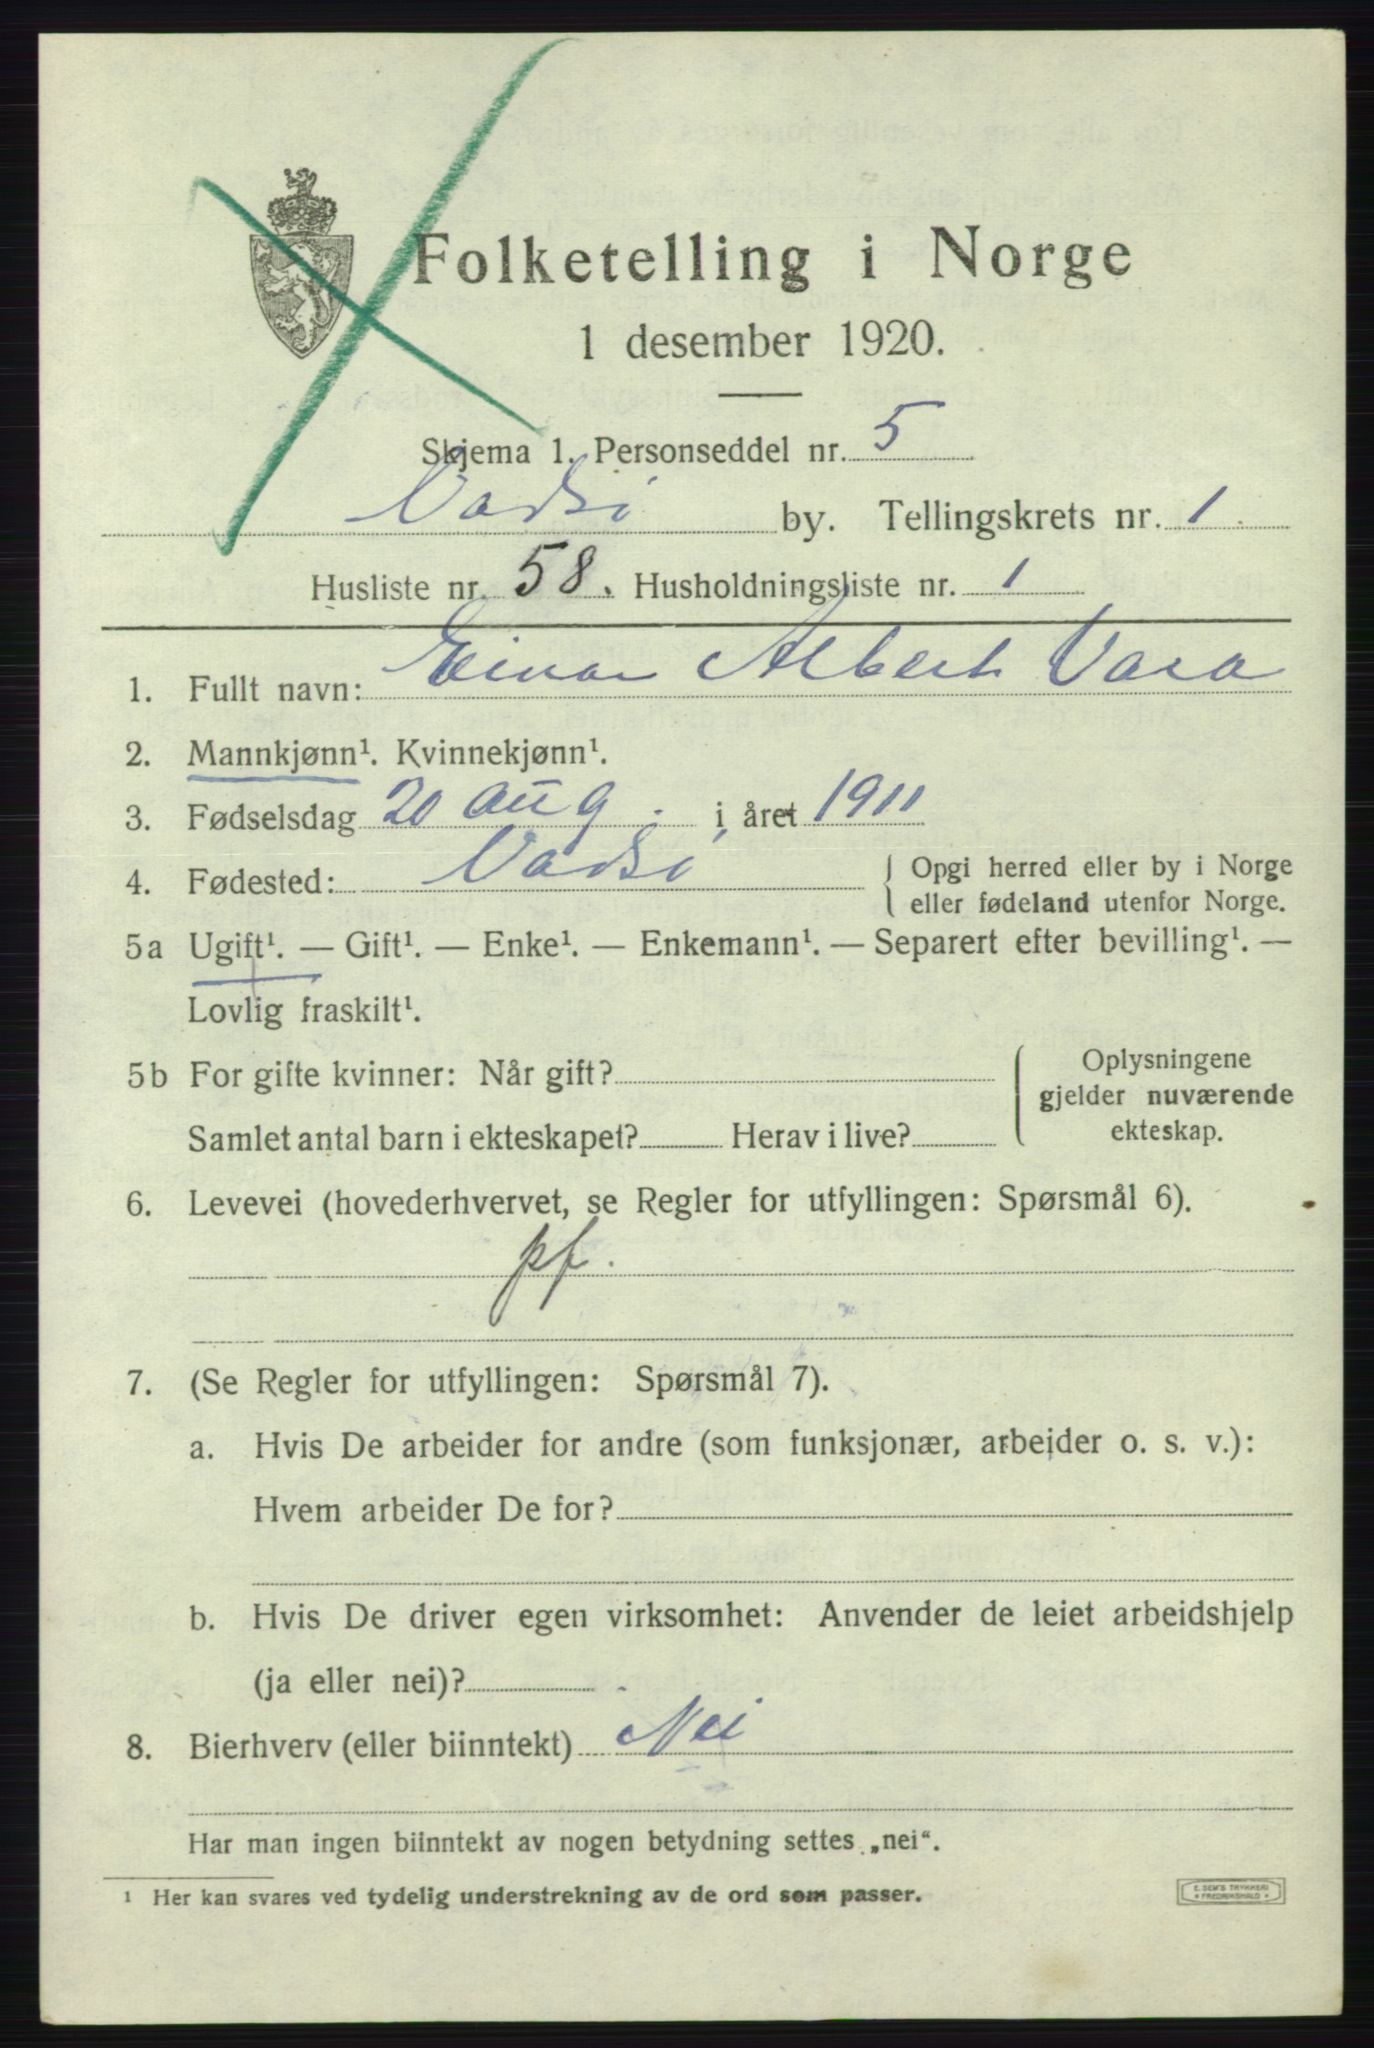 Folketelling i Norge
1 desember 1920.
Skjema 1. Personseddel nr. 5
Vadsø by. Tellingskrets nr. 1.
Husliste nr. 58. Husholdningsliste nr. 1
1. Fullt navn: Einar Albert Vara
2. Mannkjønn¹. Kvinnekjønn¹.
3. Fødselsdag 20 aug. i året 1911
4. Fødested: Vadsø { Opgi herred eller by i Norge
eller fødeland utenfor Norge.
5a Ugift¹. — Gift¹. — Enke¹. — Enkemann¹. — Separert efter bevilling¹. —
Lovlig fraskilt¹.
5b For gifte kvinner: Når gift?
Samlet antal barn i ekteskapet? Herav i live?
Oplysningene
gjelder nuværende
ekteskap.
6. Levevei (hovederhvervet, se Regler for utfyllingen: Spørsmål 6).
pf.
7. (Se Regler for utfyllingen: Spørsmål 7).
a. Hvis De arbeider for andre (som funksjonær, arbeider o. s. v.):
Hvem arbeider De for?
b. Hvis De driver egen virksomhet: Anvender de leiet arbeidshjelp
(ja eller nei)?
8. Bierhverv (eller biinntekt) Nei
Har man ingen biinntekt av nogen betydning settes „nei“.
¹ Her kan svares ved tydelig understrekning av de ord som passer.
E. SEM'S TRYKKERI
* FREDRIKSHALD *